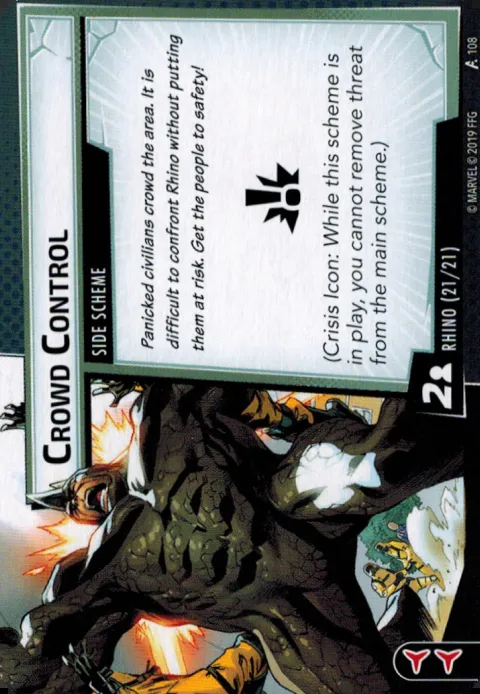 CROWD CONTROL
SIDE SCHEME
Panicked civilians crowd the area. It is
difficult to confront Rhino without putting
them at risk. Get the people to safety!
(Crisis Icon: While this scheme is
in play, you cannot remove threat
from the main scheme.)
2
RHINO (21/21)
© MARVEL © 2019 FFG
108